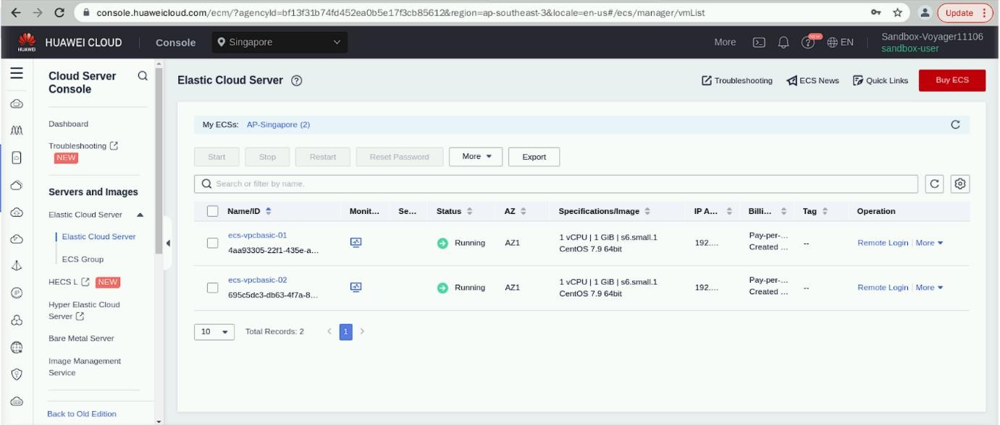 console.huaweicloud.com/ecm/?agencyId=bf13f31b74fd452ea0b5e17f3cb85612&region=ap-southeast-3&locale=en-us#/ecs/manager/vmList
Update
HUAWEI
HUAWEI CLOUD
Console
Singapore
More
NEW
EN
Sandbox-Voyager11106
sandbox-user
Cloud Server
Console
Dashboard
Troubleshooting
NEW
Servers and Images
Elastic Cloud Server
Elastic Cloud Server
ECS Group
HECS L NEW
Hyper Elastic Cloud
Server
Bare Metal Server
Image Management
Service
Back to Old Edition
Elastic Cloud Server
Troubleshooting
ECS News
Quick Links
Buy ECS
My ECSs: AP-Singapore (2)
Start
Stop
Restart
Reset Password
More
Export
Search or filter by name.
Name/ID Monit... Se... Status AZ Specifications/Image IP A... Billi... Tag Operation
ecs-vpcbasic-01
4aa93305-22f1-435e-a...
Running
AZ1
1 vCPU | 1 GiB | s6.small.1
CentOS 7.9 64bit
192....
Pay-per-...
Created ...
--
Remote Login | More
ecs-vpcbasic-02
695c5dc3-db63-4f7a-8...
Running
AZ1
1 vCPU | 1 GiB | s6.small.1
CentOS 7.9 64bit
192....
Pay-per-...
Created ...
--
Remote Login | More
10
Total Records: 2
1